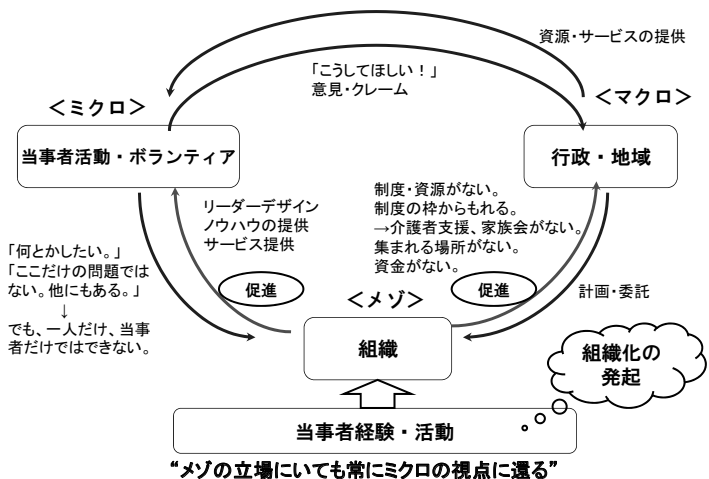 資源・サービスの提供
「こうしてほしい！」
意見・クレーム
＜ミクロ＞
＜マクロ＞
当事者活動・ボランティア
行政・地域
リーダーデザイン
ノウハウの提供
サービス提供
制度・資源がない。
制度の枠からもれる。
→介護者支援、家族会がない。
集まれる場所がない。
資金がない。
「何とかしたい。」
「ここだけの問題では
ない。他にもある。」
↓
でも、一人だけ、当事
者だけではできない。
促進
＜メゾ＞
促進
計画・委託
組織
組織化の
発起
当事者経験・活動
“メゾの立場にいても常にミクロの視点に還る”